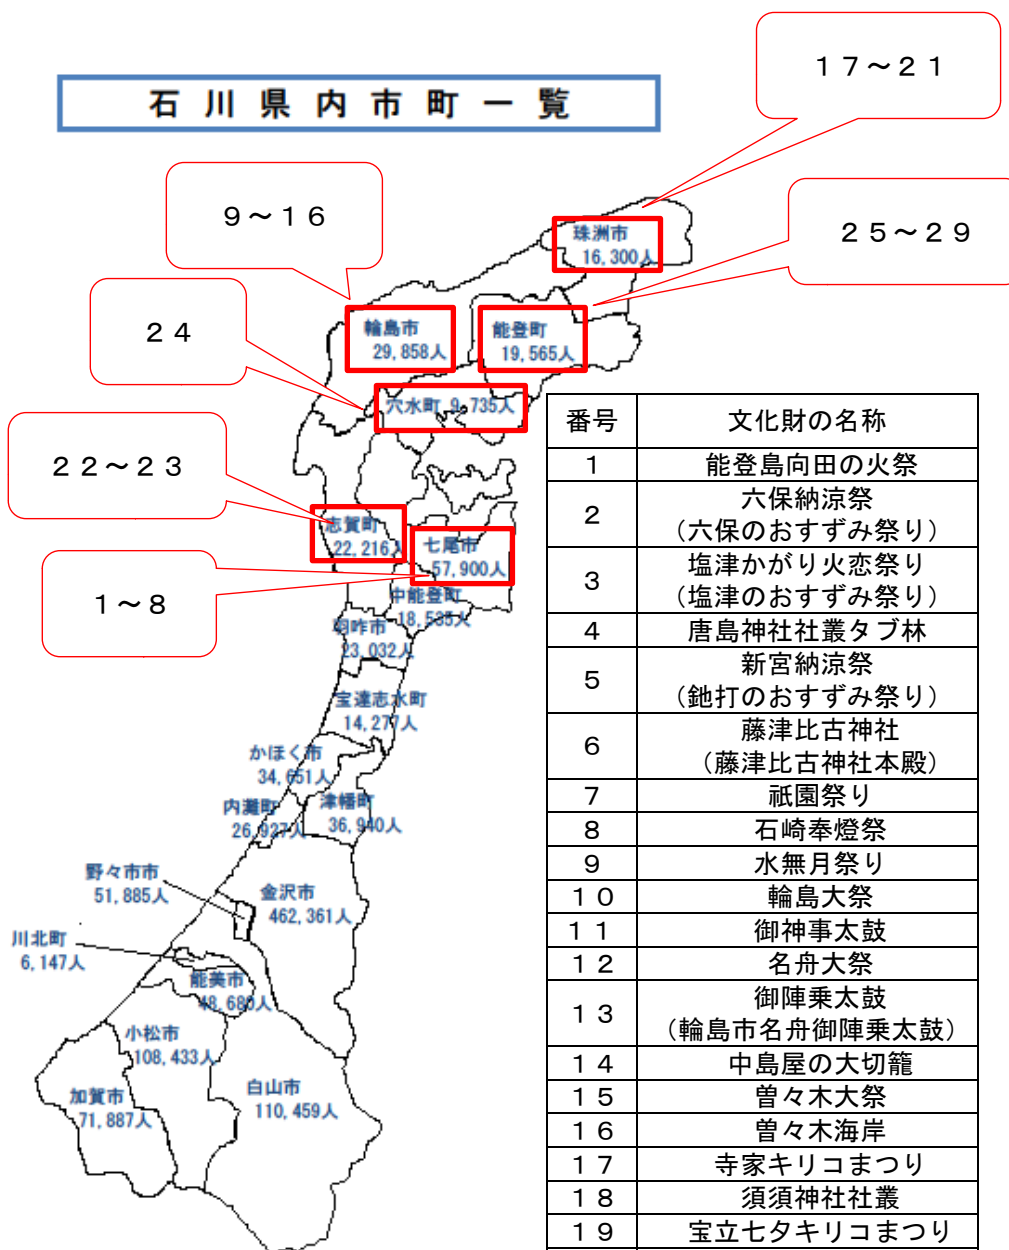 石川県内市町一覧
１７～２１
９～１６
２５～２９
２４
２２～２３
１～８
珠洲市
16,300人
輪島市
29,858人
能登町
19,565人
穴水町 9,735人
志賀町
22,216人
七尾市
57,900人
中能登町
18,535人
羽咋市
23,032人
宝達志水町
14,277人
かほく市
34,651人
内灘町
26,927人
津幡町
36,940人
野々市市
51,885人
金沢市
462,361人
川北町
6,147人
能美市
48,680人
小松市
108,433人
加賀市
71,887人
白山市
110,459人
番号 文化財の名称
１ 能登島向田の火祭
２ 六保納涼祭
（六保のおすずみ祭り）
３ 塩津かがり火恋祭り
（塩津のおすずみ祭り）
４ 唐島神社社叢タブ林
５ 新宮納涼祭
（釶打のおすずみ祭り）
６ 藤津比古神社
（藤津比古神社本殿）
７ 祇園祭り
８ 石崎奉燈祭
９ 水無月祭り
１０ 輪島大祭
１１ 御神事太鼓
１２ 名舟大祭
１３ 御陣乗太鼓
（輪島市名舟御陣乗太鼓）
１４ 中島屋の大切籠
１５ 曽々木大祭
１６ 曽々木海岸
１７ 寺家キリコまつり
１８ 須須神社社叢
１９ 宝立七夕キリコまつり